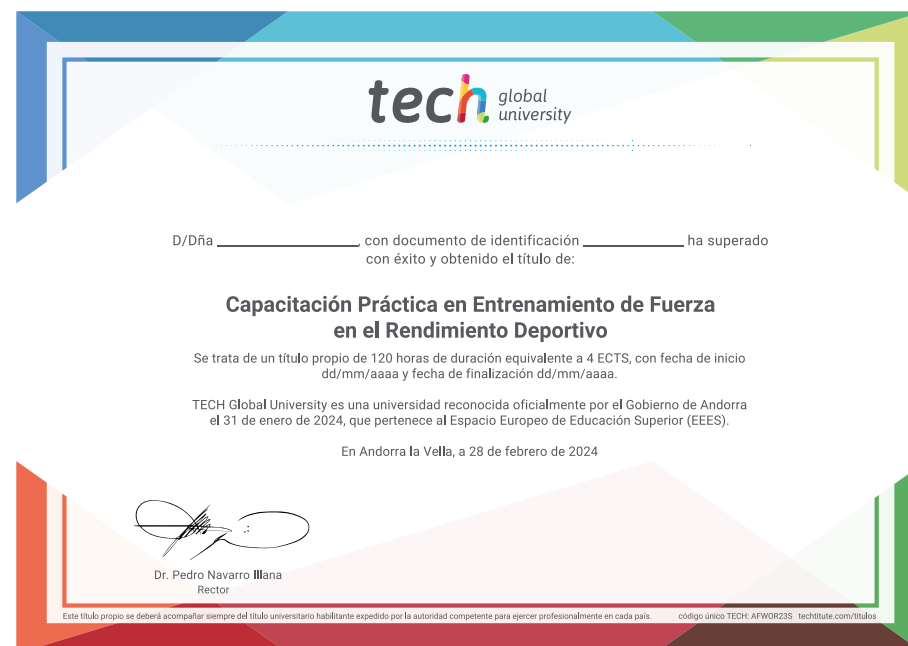 tech global university
D/Dña ____________________, con documento de identificación ______________ ha superado
con éxito y obtenido el título de:
Capacitación Práctica en Entrenamiento de Fuerza
en el Rendimiento Deportivo
Se trata de un título propio de 120 horas de duración equivalente a 4 ECTS, con fecha de inicio
dd/mm/aaaa y fecha de finalización dd/mm/aaaa.
TECH Global University es una universidad reconocida oficialmente por el Gobierno de Andorra
el 31 de enero de 2024, que pertenece al Espacio Europeo de Educación Superior (EEES).
En Andorra la Vella, a 28 de febrero de 2024
Dr. Pedro Navarro Illana
Rector
Este título propio se deberá acompañar siempre del título universitario habilitante expedido por la autoridad competente para ejercer profesionalmente en cada país. código único TECH: AFWOR23S techtitute.com/titulos